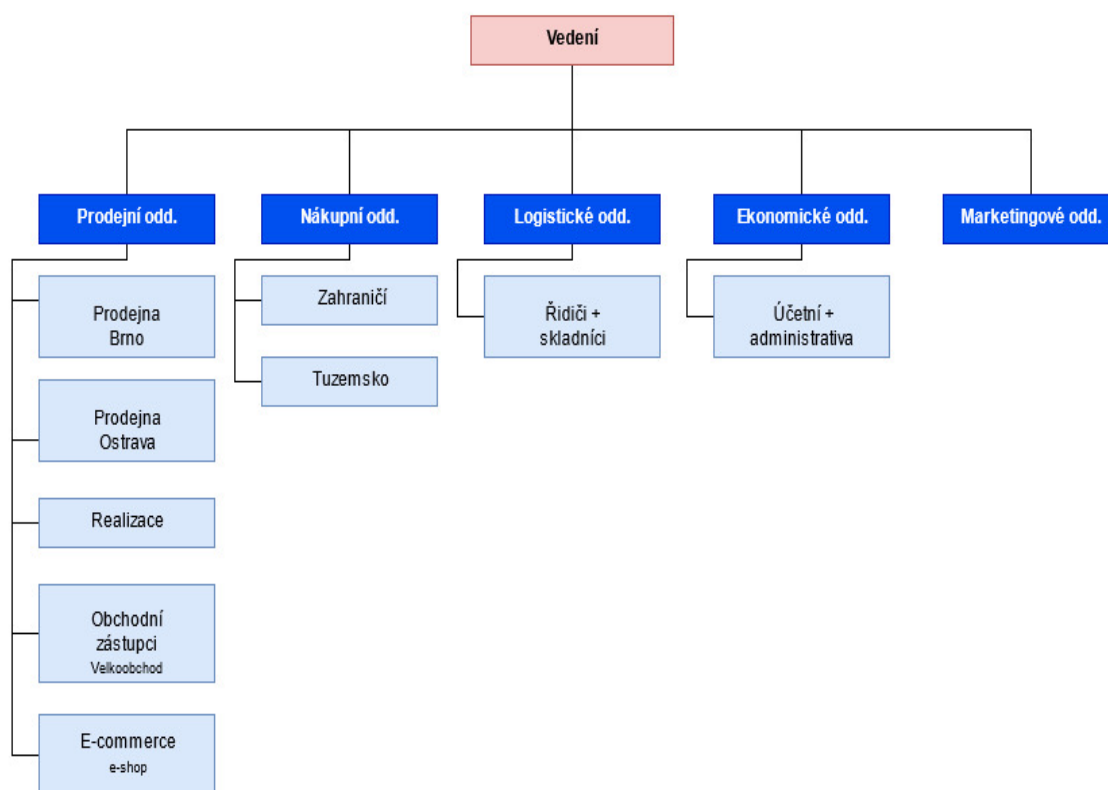 Vedení
Prodejní odd.
Nákupní odd.
Logistické odd.
Ekonomické odd.
Marketingové odd.
Prodejna
Brno
Prodejna
Ostrava
Realizace
Obchodní
zástupci
Velkoobchod
E-commerce
e-shop
Zahraničí
Tuzemsko
Řidiči +
skladníci
Účetní +
administrativa